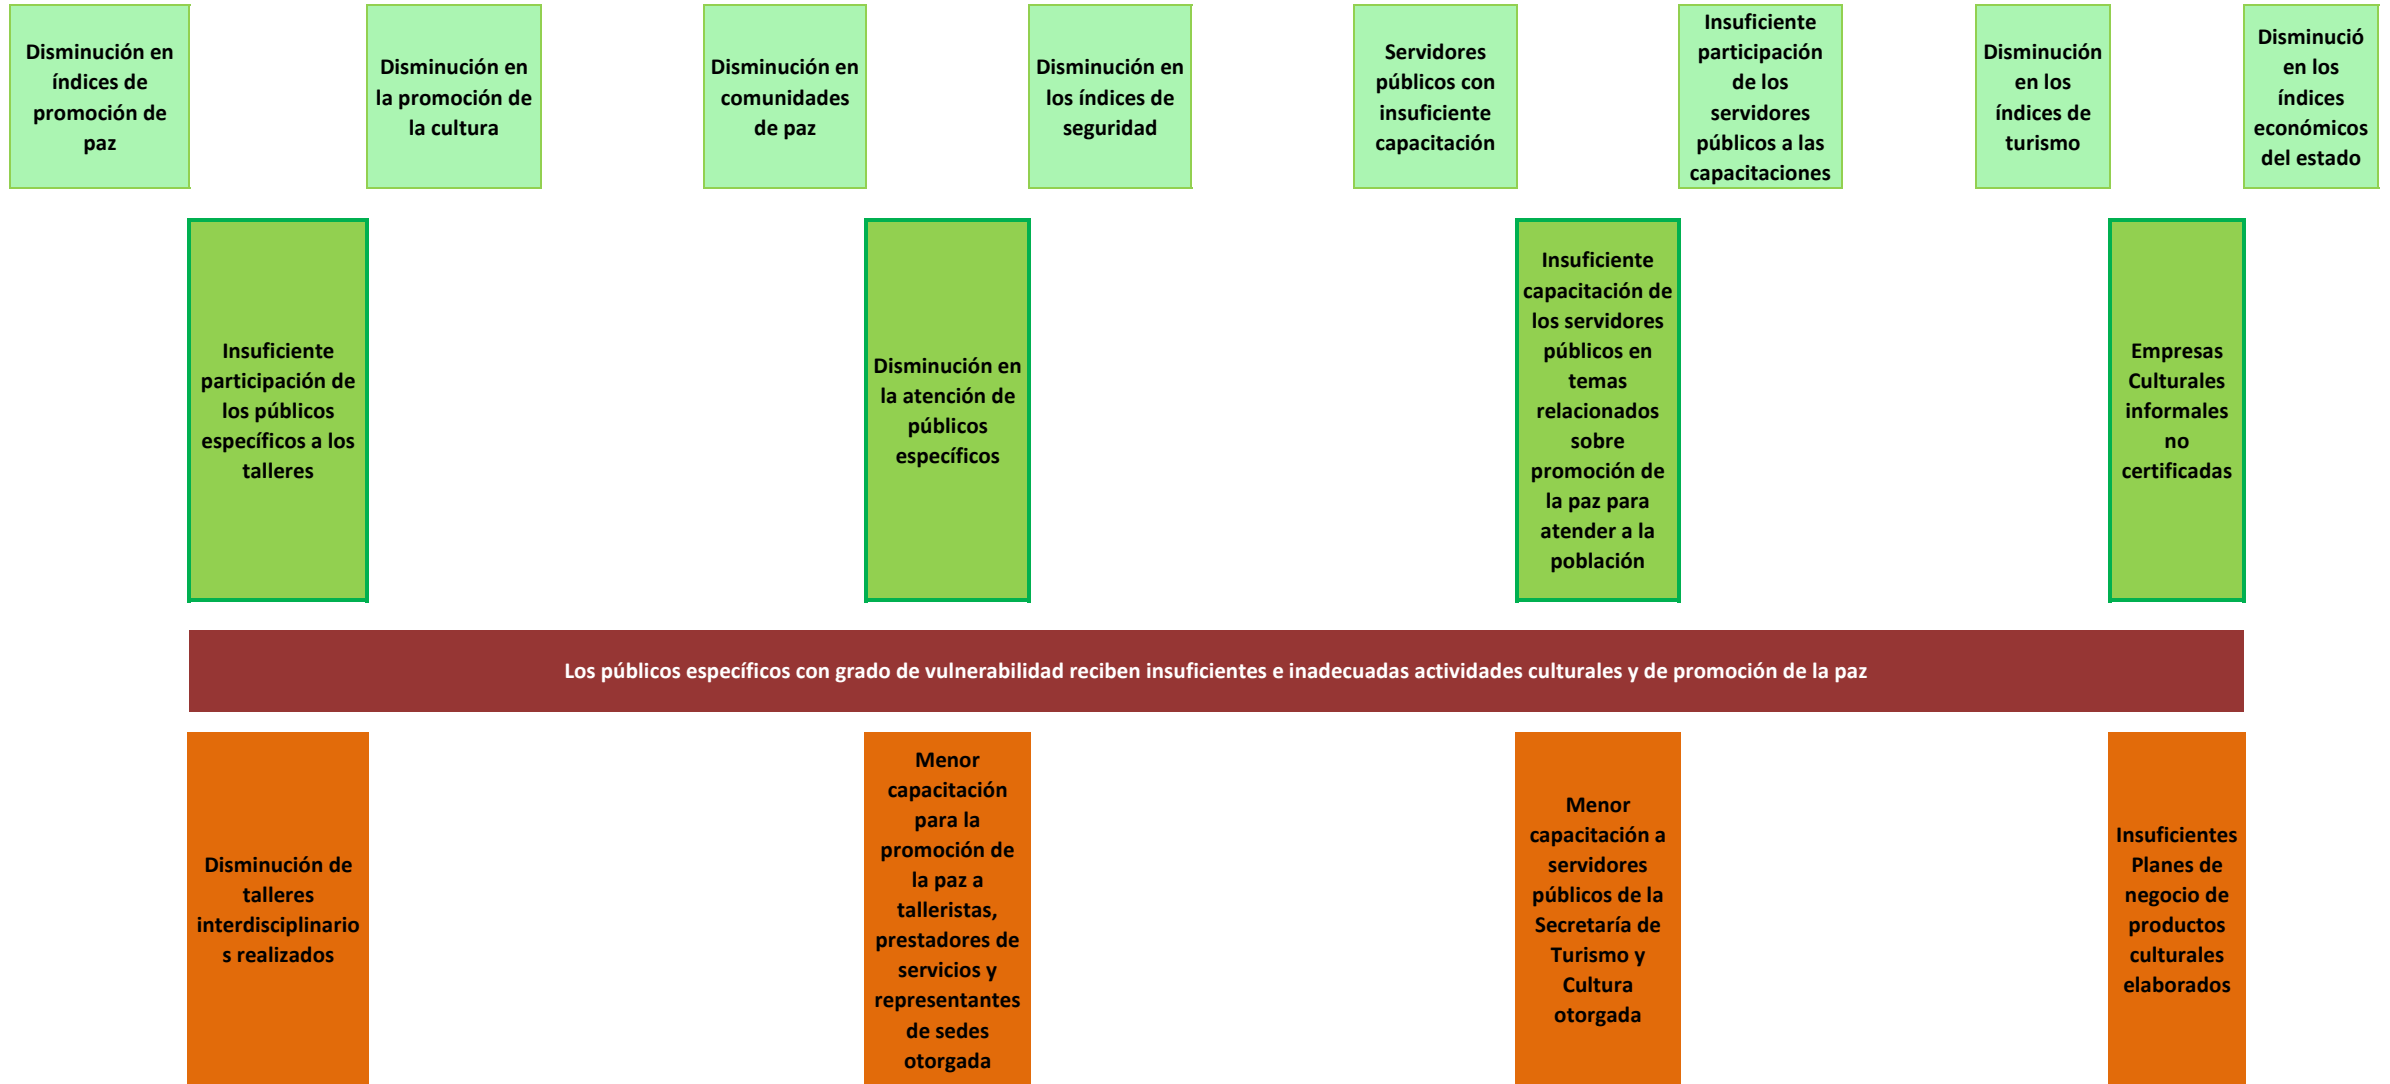 Disminución en
índices de
promoción de
paz
Disminución en
la promoción de
la cultura
Disminución en
comunidades
de paz
Disminución en
los índices de
seguridad
Servidores
públicos con
insuficiente
capacitación
Insuficiente
participación
de los
servidores
públicos a las
capacitaciones
Disminución
en los
índices de
turismo
Disminució
en los
índices
económicos
del estado
Insuficiente
participación de
los públicos
específicos a los
talleres
Disminución en
la atención de
públicos
específicos
Insuficiente
capacitación de
los servidores
públicos en
temas
relacionados
sobre
promoción de
la paz para
atender a la
población
Empresas
Culturales
informales
no
certificadas
Los públicos específicos con grado de vulnerabilidad reciben insuficientes e inadecuadas actividades culturales y de promoción de la paz
Disminución de
talleres
interdisciplinario
s realizados
Menor
capacitación
para la
promoción de
la paz a
talleristas,
prestadores de
servicios y
representantes
de sedes
otorgada
Menor
capacitación a
servidores
públicos de la
Secretaría de
Turismo y
Cultura
otorgada
Insuficientes
Planes de
negocio de
productos
culturales
elaborados